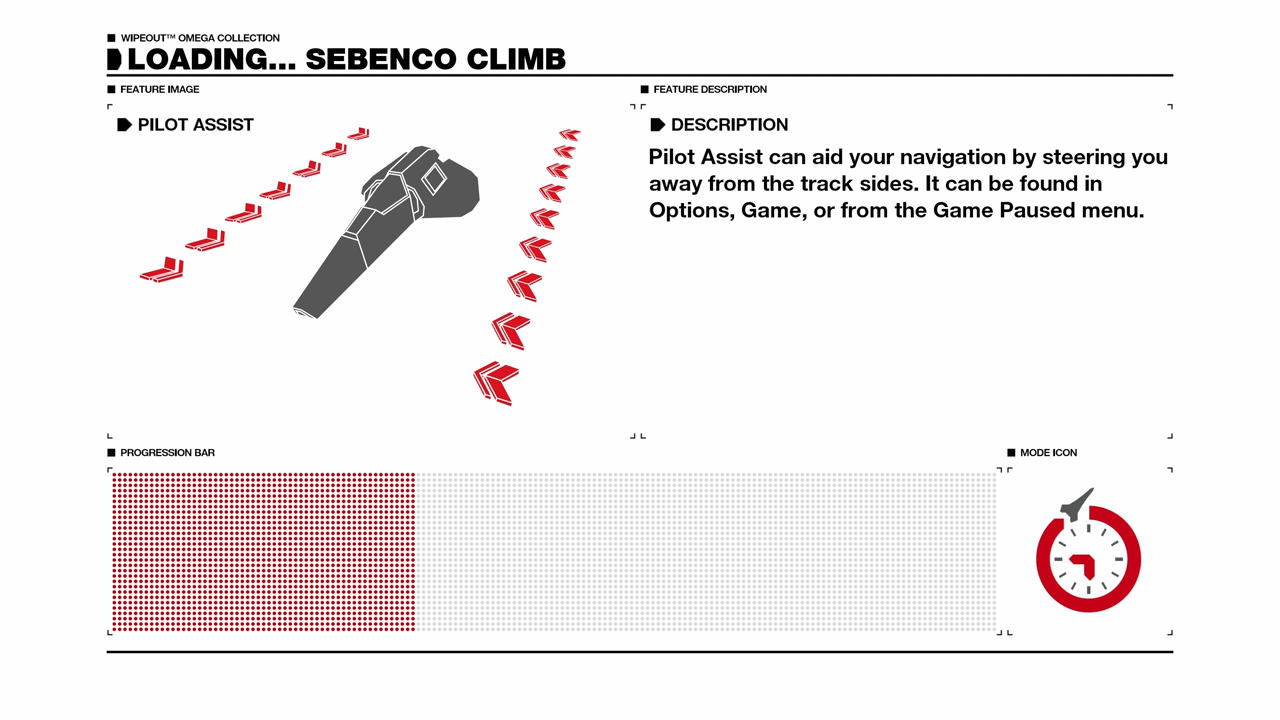 WIPEOUT™ OMEGA COLLECTION
LOADING... SEBENCO CLIMB
FEATURE IMAGE
PILOT ASSIST
FEATURE DESCRIPTION
DESCRIPTION
Pilot Assist can aid your navigation by steering you
away from the track sides. It can be found in
Options, Game, or from the Game Paused menu.
PROGRESSION BAR
MODE ICON